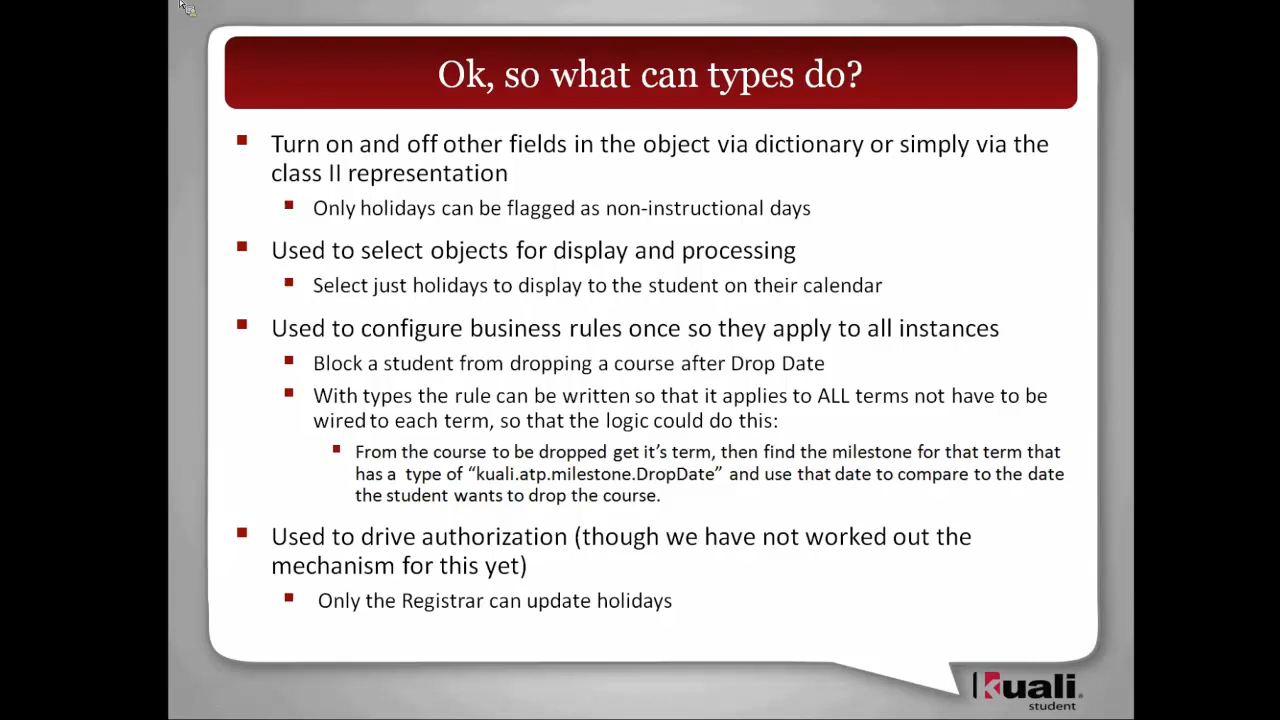 Ok, so what can types do?
Turn on and off other fields in the object via dictionary or simply via the
class II representation
Only holidays can be flagged as non-instructional days
Used to select objects for display and processing
Select just holidays to display to the student on their calendar
Used to configure business rules once so they apply to all instances
Block a student from dropping a course after Drop Date
With types the rule can be written so that it applies to ALL terms not have to be
wired to each term, so that the logic could do this:
From the course to be dropped get it’s term, then find the milestone for that term that
has a type of “kuali.atp.milestone.DropDate” and use that date to compare to the date
the student wants to drop the course.
Used to drive authorization (though we have not worked out the
mechanism for this yet)
Only the Registrar can update holidays
kuali®
student